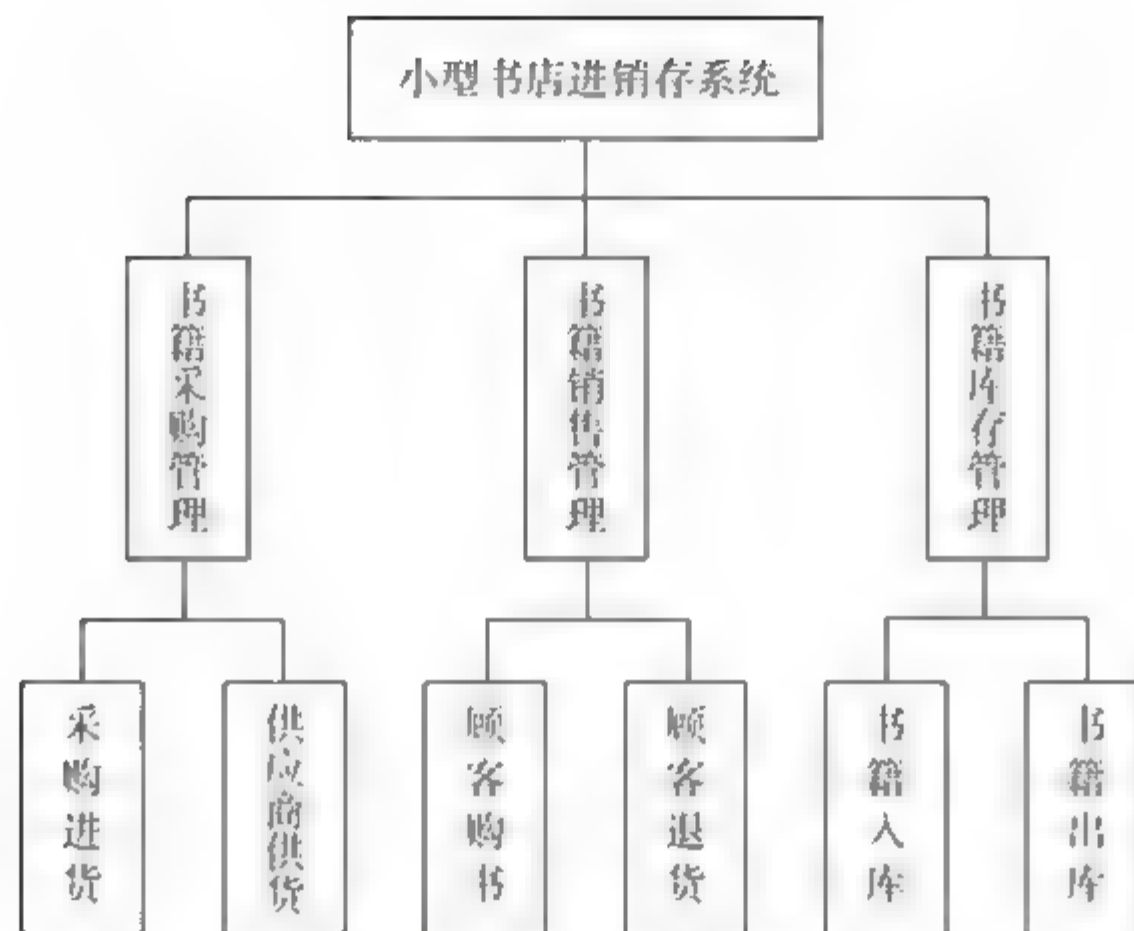 小型书店进销存系统
书籍采购管理
书籍销售管理
书籍库存管理
采购进货
供应商供货
顾客购书
顾客退货
书籍入库
书籍出库